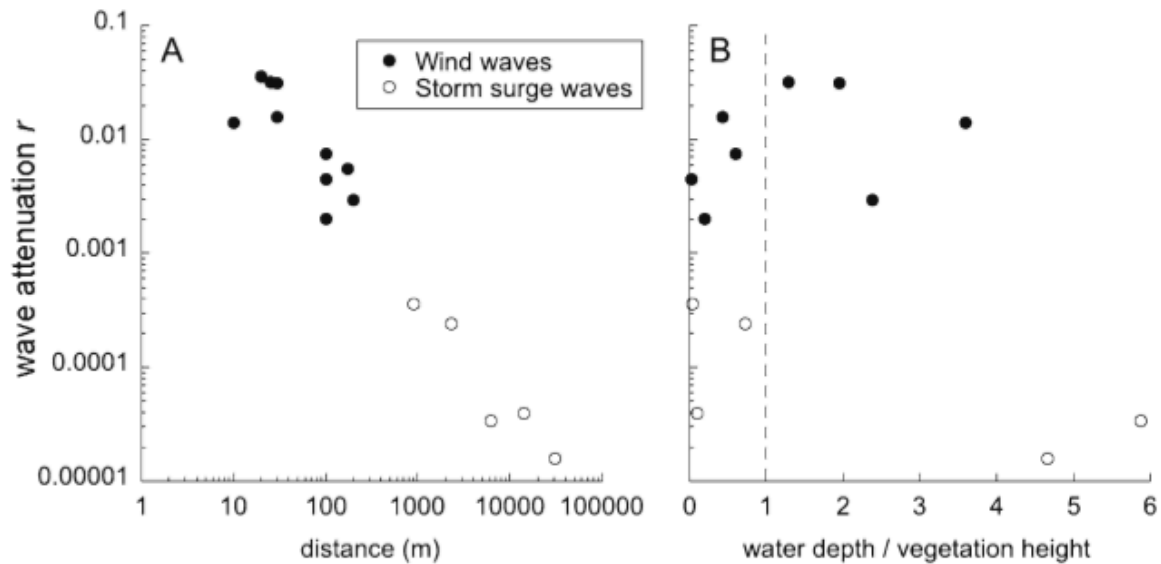 A
B
Wind waves
Storm surge waves
wave attenuation r
0.1
0.01
0.001
0.0001
0.00001
1 10 100 1000 10000 100000
distance (m)
0 1 2 3 4 5 6
water depth / vegetation height